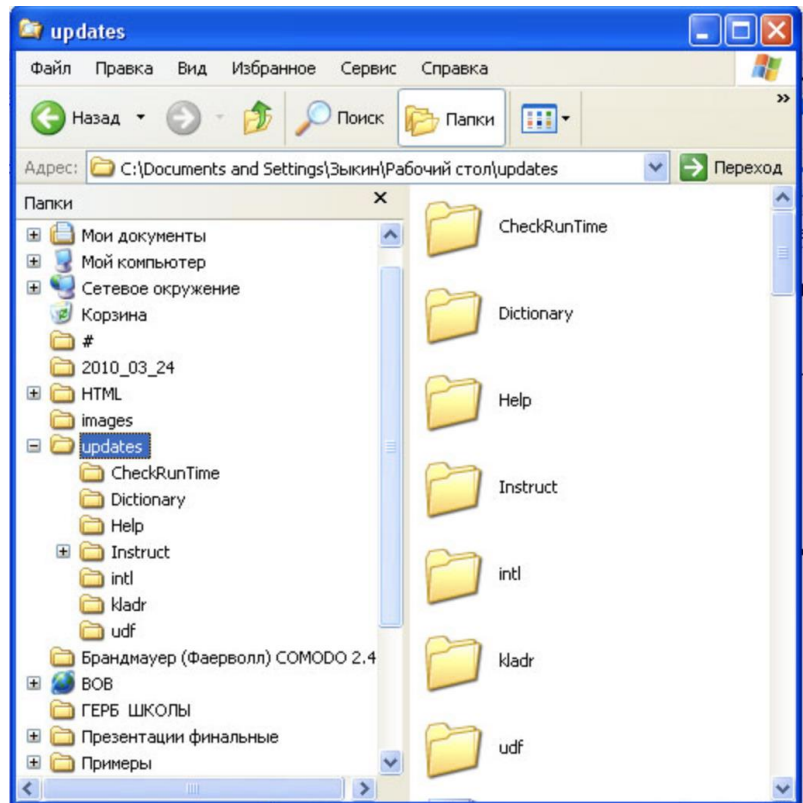 updates
Файл Правка Вид Избранное Сервис Справка
Назад Поиск Папки »
Адрес: C:\Documents and Settings\Зыкин\Рабочий стол\updates Переход
Папки
Мои документы
Мой компьютер
Сетевое окружение
Корзина
#
2010_03_24
HTML
images
updates
CheckRunTime
Dictionary
Help
Instruct
intl
kladr
udf
Брандмауер (Фаерволл) COMODO 2.4
ВОВ
ГЕРБ ШКОЛЫ
Презентации финальные
Примеры
CheckRunTime
Dictionary
Help
Instruct
intl
kladr
udf